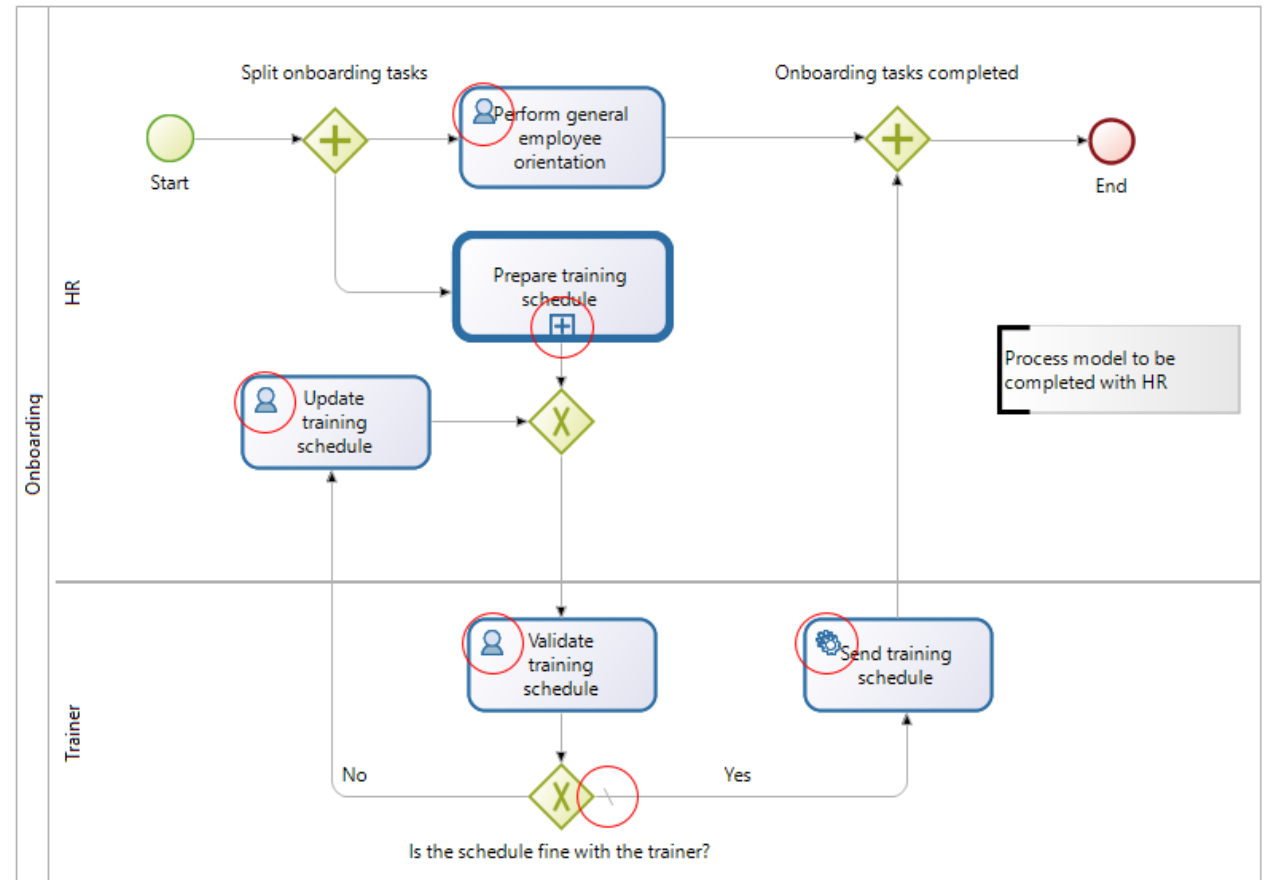 Split onboarding tasks
Onboarding tasks completed
Perform general
employee
orientation
Start
End
Prepare training
schedule
HR
Process model to be
completed with HR
Update
training
schedule
Onboarding
Validate
training
schedule
Send training
schedule
Trainer
No
Yes
Is the schedule fine with the trainer?